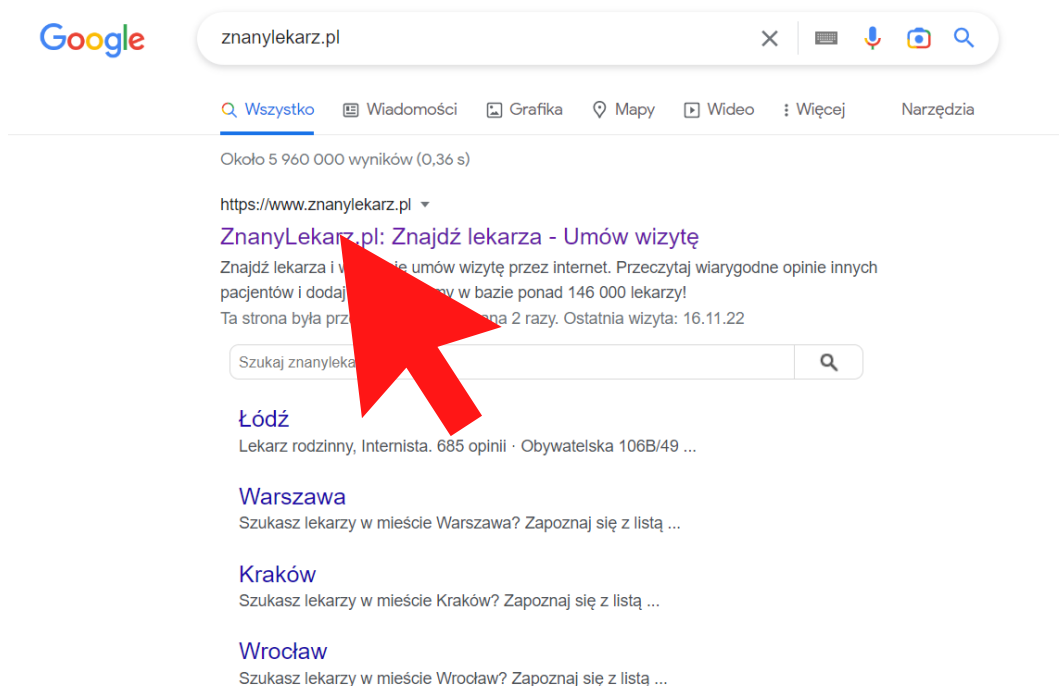 Google
znanylekarz.pl
Wszystko Wiadomości Grafika Mapy Wideo Więcej Narzędzia
Około 5 960 000 wyników (0,36 s)
https://www.znanylekarz.pl
ZnanyLekarz.pl: Znajdź lekarza - Umów wizytę
Znajdź lekarza i umów wizytę przez internet. Przeczytaj wiarygodne opinie innych
pacjentów i dodaj w bazie ponad 146 000 lekarzy!
Ta strona była 2 razy. Ostatnia wizyta: 16.11.22
Szukaj
Łódź
Lekarz rodzinny, Internista. 685 opinii · Obywatelska 106B/49 ...
Warszawa
Szukasz lekarzy w mieście Warszawa? Zapoznaj się z listą ...
Kraków
Szukasz lekarzy w mieście Kraków? Zapoznaj się z listą ...
Wrocław
Szukasz lekarzy w mieście Wrocław? Zapoznaj się z listą ...